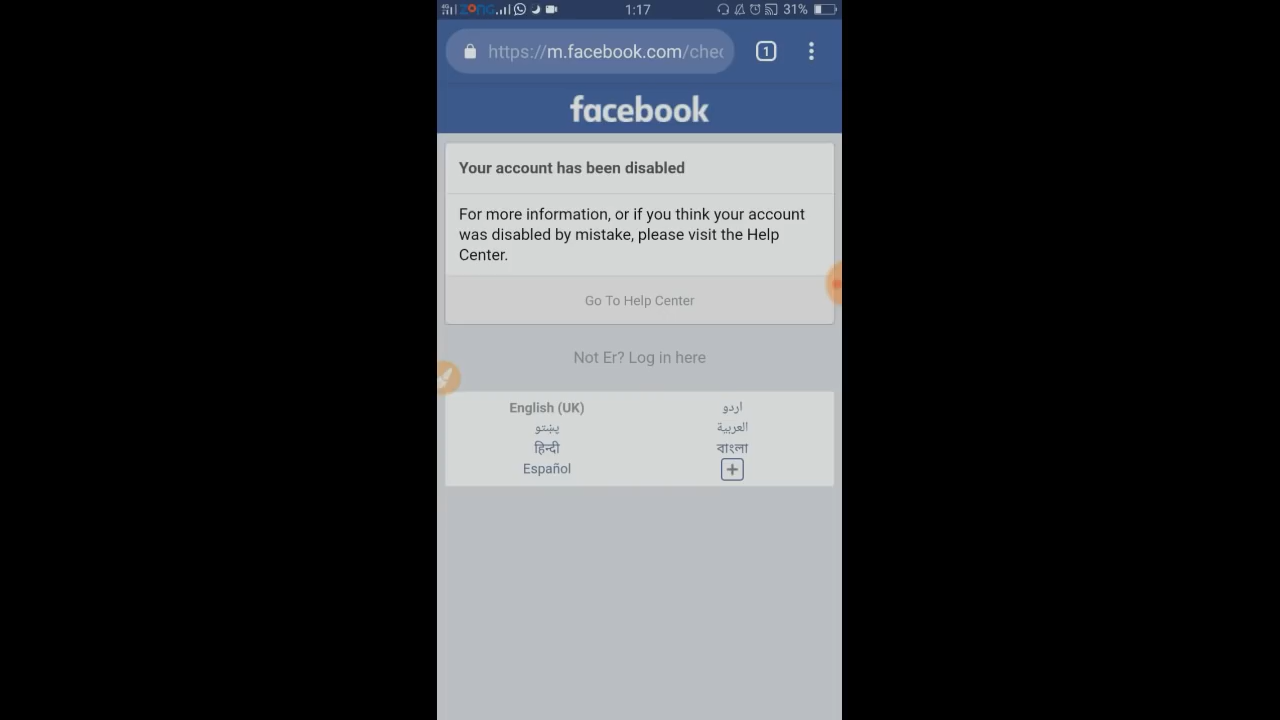 ZONG 1:17 31%
https://m.facebook.com/chec
1
facebook
Your account has been disabled
For more information, or if you think your account
was disabled by mistake, please visit the Help
Center.
Go To Help Center
Not Er? Log in here
English (UK) اردو
پښتو العربية
हिन्दी বাংলা
Español +